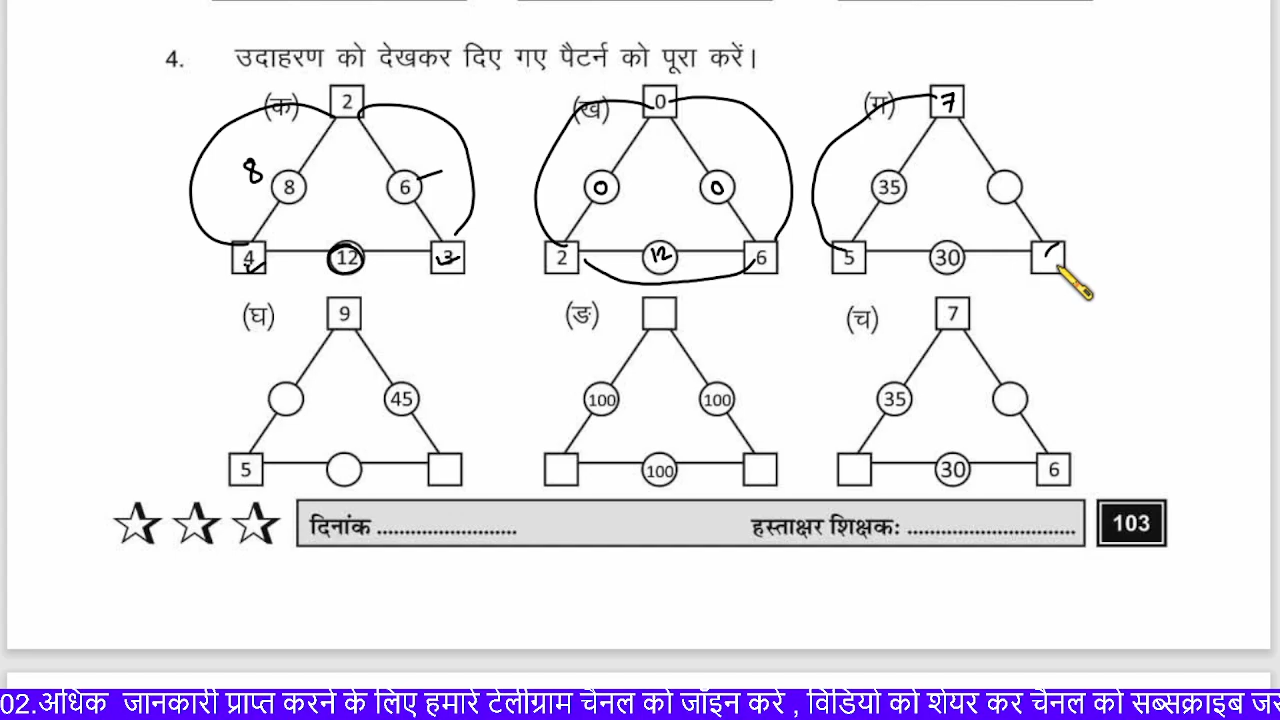 4. उदाहरण को देखकर दिए गए पैटर्न को पूरा करें।
(क) 2 (ख) 0 (ग) 7
8 8 6 0 0 35
4 12 3 2 12 6 5 30
(घ) 9 (ङ) (च) 7
45 100 100 35
5 100 30 6
दिनांक ......................... हस्ताक्षर शिक्षकः ............................... 103
02.अधिक जानकारी प्राप्त करने के लिए हमारे टेलीग्राम चैनल को जॉइन करे , विडियो को शेयर कर चैनल को सब्सक्राइब